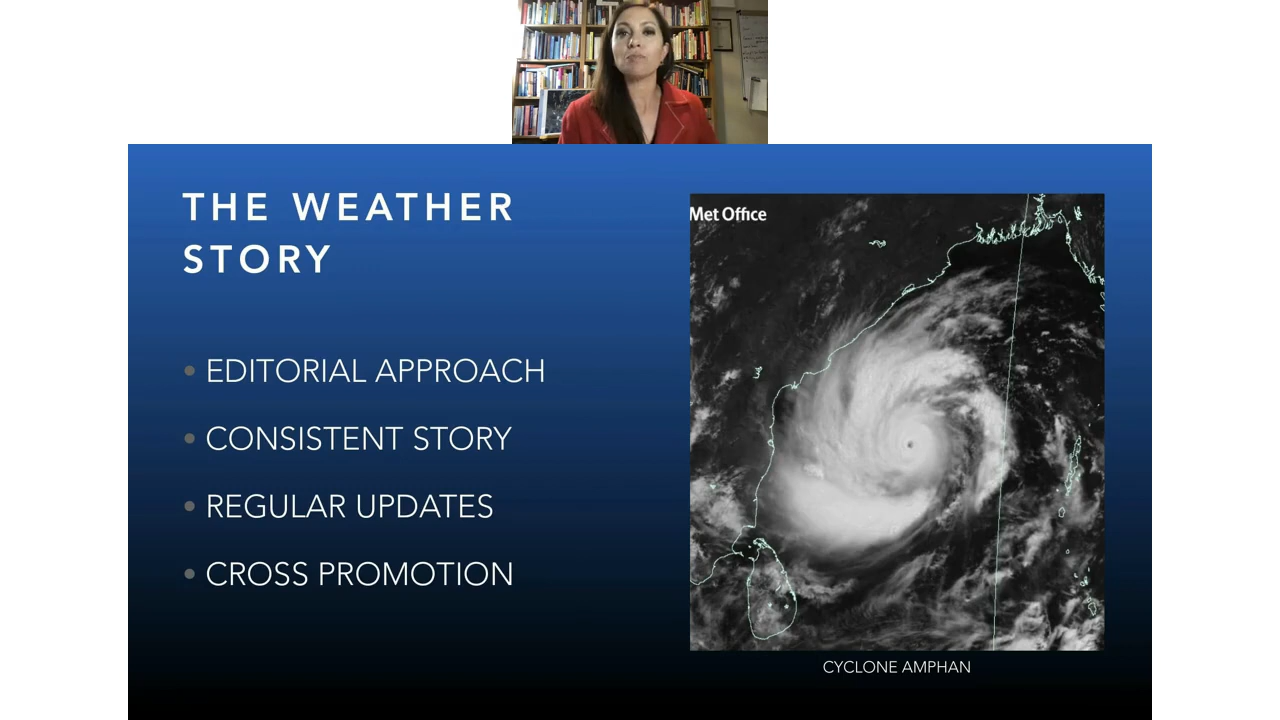 THE WEATHER
STORY
• EDITORIAL APPROACH
• CONSISTENT STORY
• REGULAR UPDATES
• CROSS PROMOTION
Met Office
CYCLONE AMPHAN